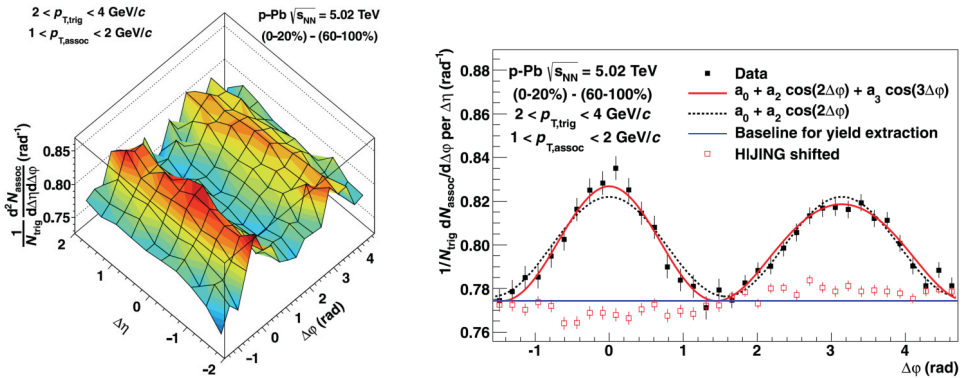 2 < p_T,trig < 4 GeV/c
1 < p_T,assoc < 2 GeV/c
p-Pb √s_NN = 5.02 TeV
(0-20%) - (60-100%)
1/N_trig d²N_assoc/dΔηdΔφ (rad⁻¹)
0.85
0.80
0.75
2
1
0
-1
-2
Δη
-1
0
1
2
3
4
Δφ (rad)
1/N_trig dN_assoc/dΔφ per Δη (rad⁻¹)
0.88
0.86
0.84
0.82
0.80
0.78
0.76
p-Pb √s_NN = 5.02 TeV
(0-20%) - (60-100%)
2 < p_T,trig < 4 GeV/c
1 < p_T,assoc < 2 GeV/c
Data
a₀ + a₂ cos(2Δφ) + a₃ cos(3Δφ)
a₀ + a₂ cos(2Δφ)
Baseline for yield extraction
HIJING shifted
-1
0
1
2
3
4
Δφ (rad)